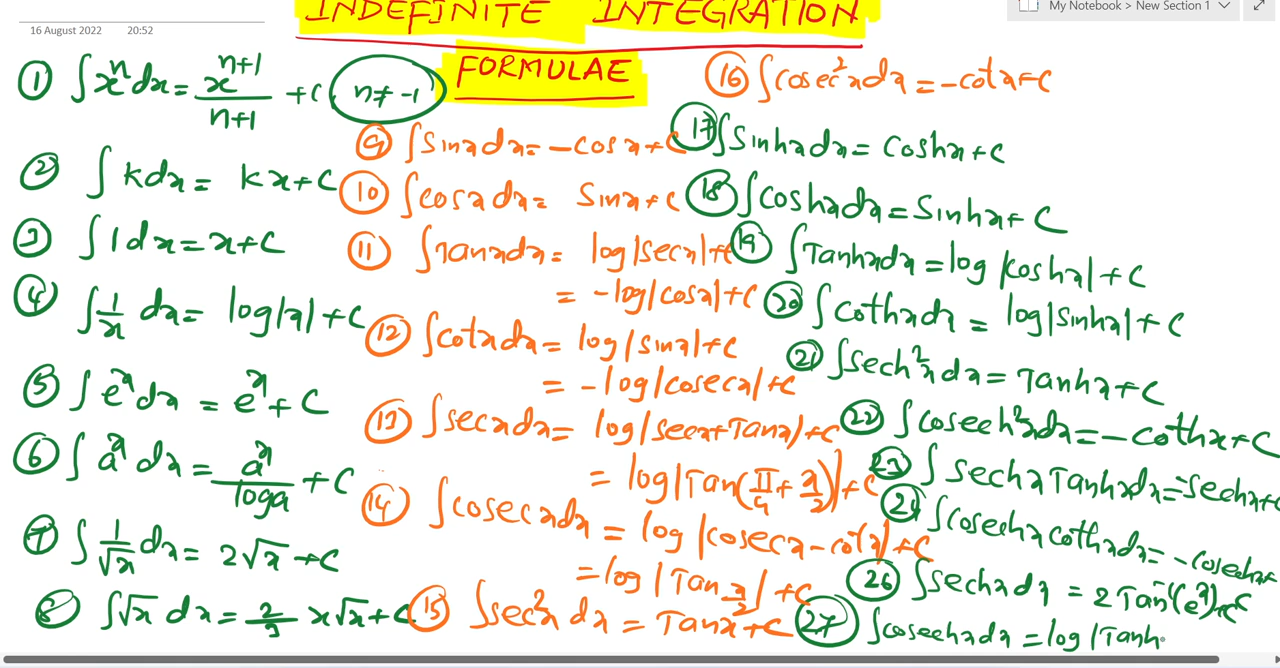 INDEFINITE INTEGRATION
FORMULAE
My Notebook > New Section 1
16 August 2022 20:52
① ∫xⁿdx = xⁿ⁺¹/n+1 + C, n≠-1
② ∫kdx = kx+C
③ ∫1dx = x+C
④ ∫1/x dx = log|x|+C
⑤ ∫eˣdx = eˣ+C
⑥ ∫aˣdx = aˣ/loga + C
⑦ ∫1/√x dx = 2√x+C
⑧ ∫√x dx = 2/3 x√x+C
⑨ ∫Sinxdx = -Cosx+C
⑩ ∫cosxdx = Sinx+C
⑪ ∫Tanxdx = log|secx|+C
= -log|cosx|+C
⑫ ∫cotxdx = log|sinx|+C
= -log|cosecx|+C
⑬ ∫secxdx = log|secx+Tanx|+C
= log|Tan(π/4+x/2)|+C
⑭ ∫cosecxdx = log|cosecx-cotx|+C
= log|Tan x/2|+C
⑮ ∫sec²x dx = Tanx+C
⑯ ∫cosec²xdx = -cotx+C
⑰ ∫Sinhxdx = Coshx+C
⑱ ∫coshxdx = Sinhx+C
⑲ ∫Tanhxdx = log|coshx|+C
⑳ ∫cothxdx = log|Sinhx|+C
㉑ ∫Sech²xdx = Tanhx+C
㉒ ∫cosech²xdx = -cothx+C
㉓ ∫sechxTanhxdx = -sechx+C
㉔ ∫cosechxcothxdx = -cosechx+
㉖ ∫sechxdx = 2Tan⁻¹(eˣ)+C
㉗ ∫cosechxdx = log|Tanh